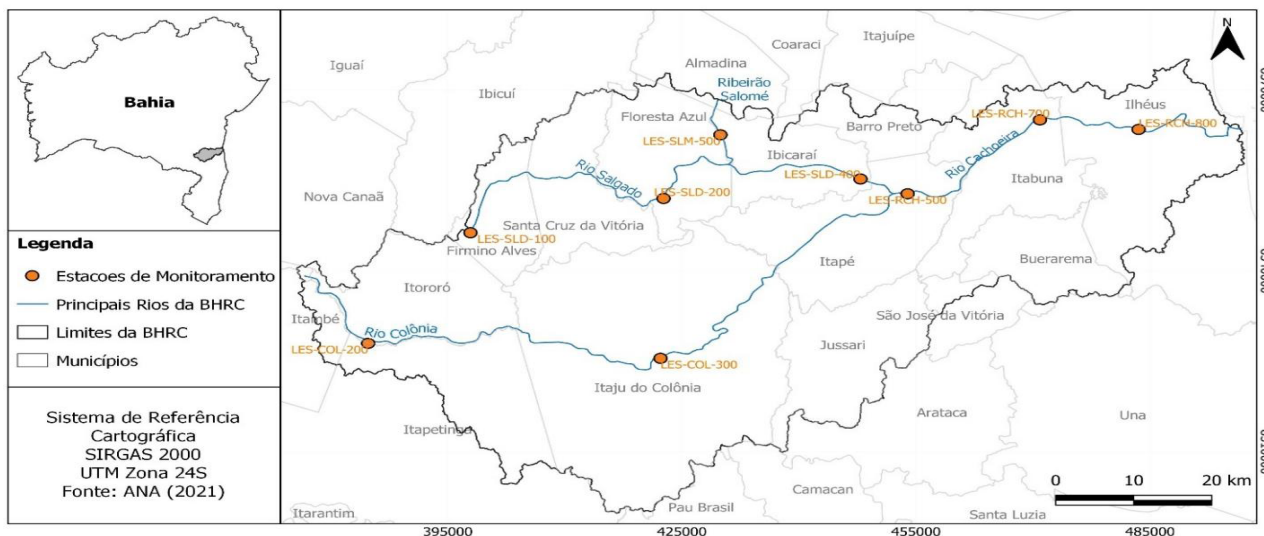 Bahia
Legenda
Estacoes de Monitoramento
Principais Rios da BHRC
Limites da BHRC
Municípios
Sistema de Referência
Cartográfica
SIRGAS 2000
UTM Zona 24S
Fonte: ANA (2021)
N
Iguaí
Ibicuí
Almadina
Coaraci
Itajuípe
Ribeirão
Salomé
Floresta Azul
LES-SLM-500
Ibicaraí
Barro Preto
LES-RCH-700
Ilhéus
LES-RCH-800
Rio Cachoeira
Itabuna
Nova Canaã
Rio Salgado
LES-SLD-200
LES-SLD-400
LES-RCH-500
Santa Cruz da Vitória
LES-SLD-100
Firmino Alves
Itapé
Buerarema
Itororó
Itambé
Rio Colônia
LES-COL-200
LES-COL-300
São José da Vitória
Jussari
Itaju do Colônia
Itapetinga
Arataca
Una
Camacan
Pau Brasil
Santa Luzia
Itarantim
0 10 20 km
395000 425000 455000 485000